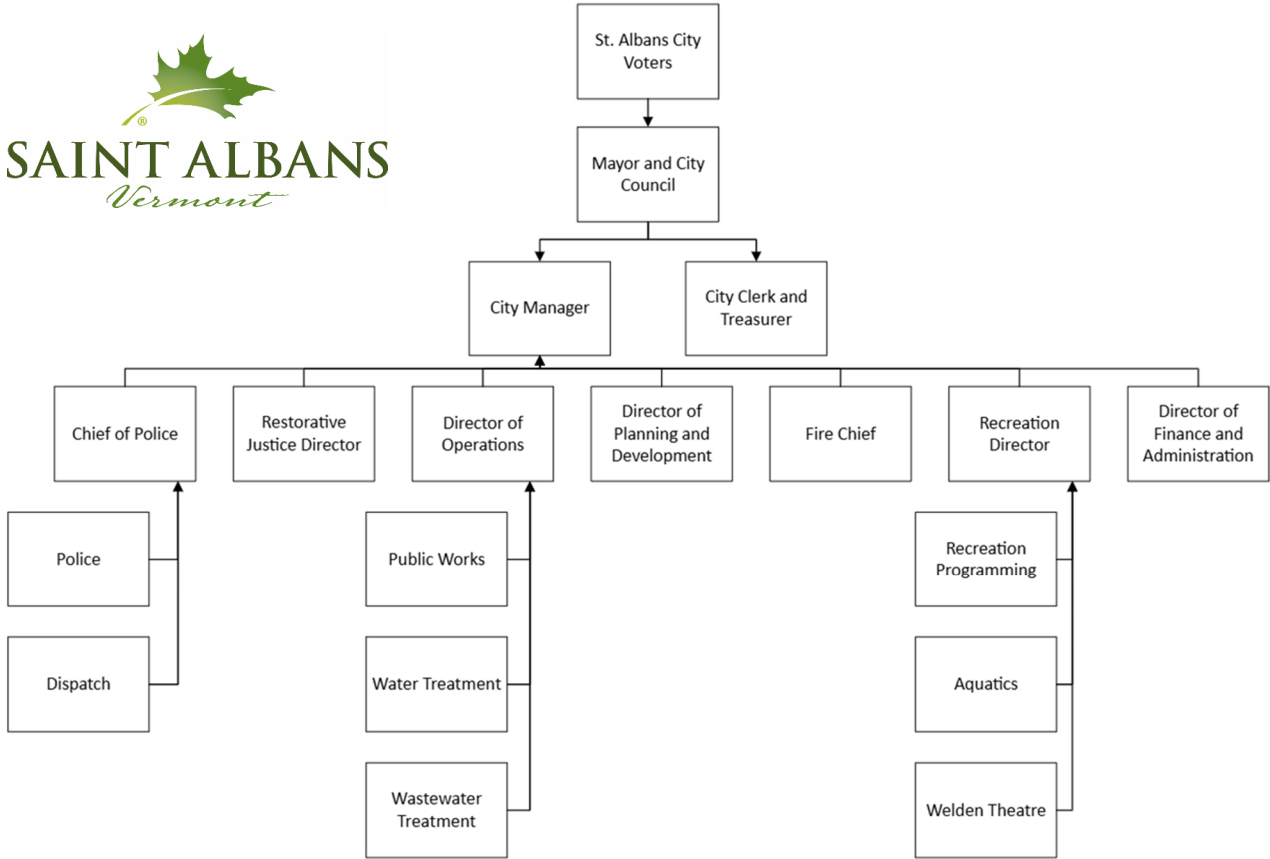 SAINT ALBANS
Vermont
®
St. Albans City
Voters
Mayor and City
Council
City Manager
City Clerk and
Treasurer
Chief of Police
Restorative
Justice Director
Director of
Operations
Director of
Planning and
Development
Fire Chief
Recreation
Director
Director of
Finance and
Administration
Police
Public Works
Recreation
Programming
Dispatch
Water Treatment
Aquatics
Wastewater
Treatment
Welden Theatre